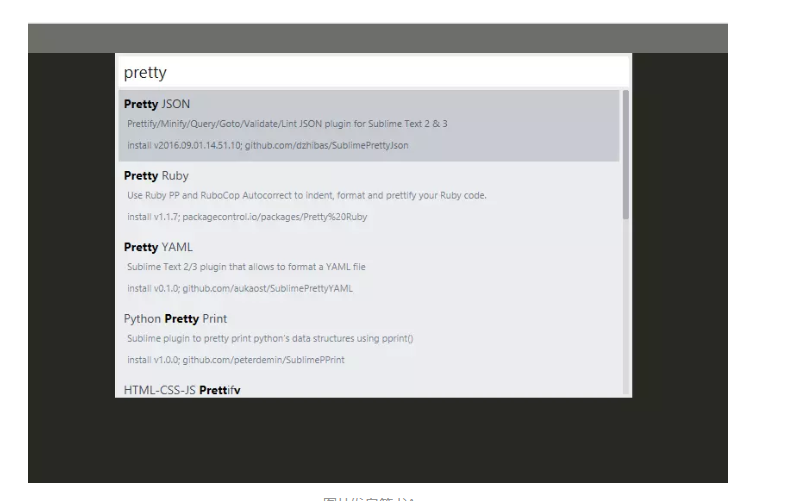 pretty
Pretty JSON
Prettify/Minify/Query/Goto/Validate/Lint JSON plugin for Sublime Text 2 & 3
install v2016.09.01.14.51.10; github.com/dzhibas/SublimePrettyJson
Pretty Ruby
Use Ruby PP and RuboCop Autocorrect to indent, format and prettify your Ruby code.
install v1.1.7; packagecontrol.io/packages/Pretty%20Ruby
Pretty YAML
Sublime Text 2/3 plugin that allows to format a YAML file
install v0.1.0; github.com/aukaost/SublimePrettyYAML
Python Pretty Print
Sublime plugin to pretty print python's data structures using pprint()
install v1.0.0; github.com/peterdemin/SublimePPrint
HTML-CSS-JS Prettify